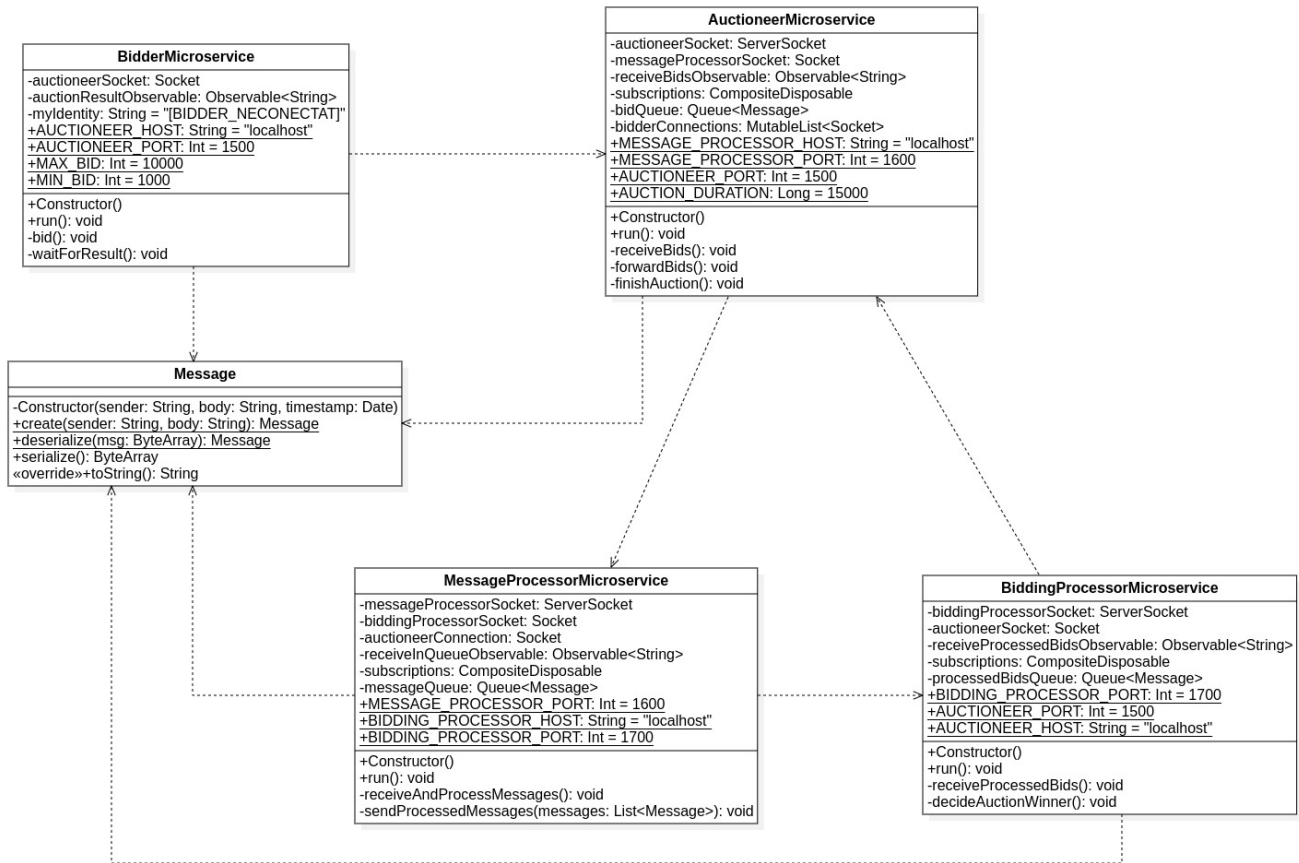 BidderMicroservice
-auctioneerSocket: Socket
-auctionResultObservable: Observable<String>
-myIdentity: String = "[BIDDER_NECONECTAT]"
+AUCTIONEER_HOST: String = "localhost"
+AUCTIONEER_PORT: Int = 1500
+MAX_BID: Int = 10000
+MIN_BID: Int = 1000
+Constructor()
+run(): void
-bid(): void
-waitForResult(): void
AuctioneerMicroservice
-auctioneerSocket: ServerSocket
-messageProcessorSocket: Socket
-receiveBidsObservable: Observable<String>
-subscriptions: CompositeDisposable
-bidQueue: Queue<Message>
-bidderConnections: MutableList<Socket>
+MESSAGE_PROCESSOR_HOST: String = "localhost"
+MESSAGE_PROCESSOR_PORT: Int = 1600
+AUCTIONEER_PORT: Int = 1500
+AUCTION_DURATION: Long = 15000
+Constructor()
+run(): void
-receiveBids(): void
-forwardBids(): void
-finishAuction(): void
Message
-Constructor(sender: String, body: String, timestamp: Date)
+create(sender: String, body: String): Message
+deserialize(msg: ByteArray): Message
+serialize(): ByteArray
«override»+toString(): String
MessageProcessorMicroservice
-messageProcessorSocket: ServerSocket
-biddingProcessorSocket: Socket
-auctioneerConnection: Socket
-receiveInQueueObservable: Observable<String>
-subscriptions: CompositeDisposable
-messageQueue: Queue<Message>
+MESSAGE_PROCESSOR_PORT: Int = 1600
+BIDDING_PROCESSOR_HOST: String = "localhost"
+BIDDING_PROCESSOR_PORT: Int = 1700
+Constructor()
+run(): void
-receiveAndProcessMessages(): void
-sendProcessedMessages(messages: List<Message>): void
BiddingProcessorMicroservice
-biddingProcessorSocket: ServerSocket
-auctioneerSocket: Socket
-receiveProcessedBidsObservable: Observable<String>
-subscriptions: CompositeDisposable
-processedBidsQueue: Queue<Message>
+BIDDING_PROCESSOR_PORT: Int = 1700
+AUCTIONEER_PORT: Int = 1500
+AUCTIONEER_HOST: String = "localhost"
+Constructor()
+run(): void
-receiveProcessedBids(): void
-decideAuctionWinner(): void